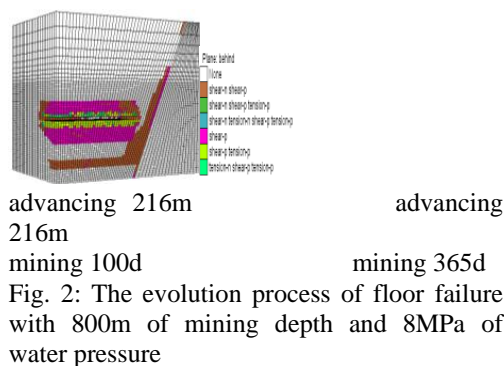 Plane: behind
None
shear-n shear-p
shear-n shear-p tension-p
shear-n tension-n shear-p tension-p
shear-p
shear-p tension-p
tension-n shear-p tension-p
advancing 216m advancing
216m
mining 100d mining 365d
Fig. 2: The evolution process of floor failure
with 800m of mining depth and 8MPa of
water pressure